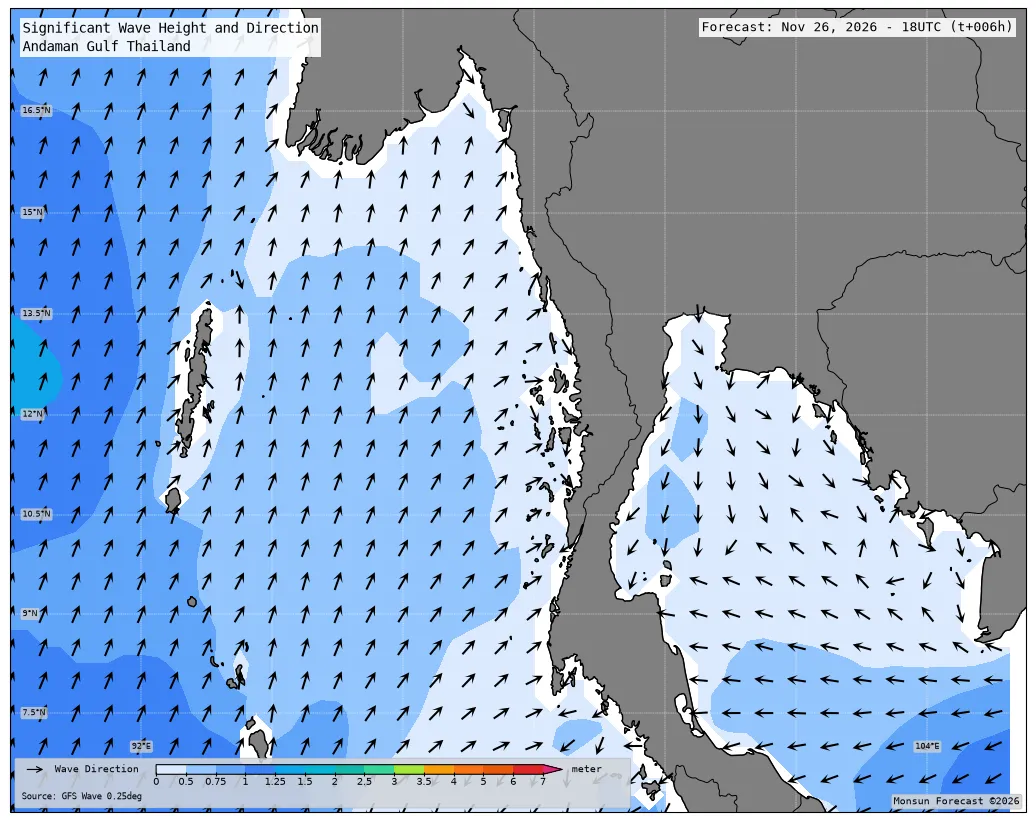 Significant Wave Height and Direction
Andaman Gulf Thailand
Forecast: Nov 26, 2026 - 18UTC (t+006h)
16.5°N
15°N
13.5°N
12°N
10.5°N
9°N
7.5°N
92°E
104°E
Wave Direction
0.5 0.75 1 1.25 1.5 2 2.5 3 3.5 4 5 6 7
meter
Source: GFS Wave 0.25deg
Monsun Forecast ©2026